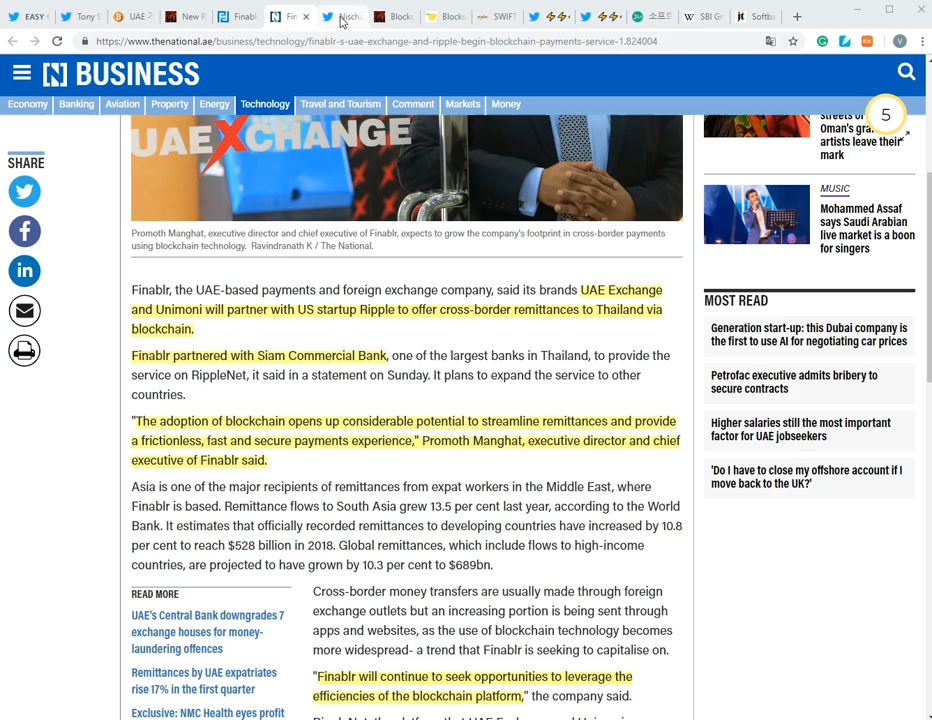 EASY
Tony S
UAE
New R
Finabl
Fin
Nischa
Blocks
Blocks
SWIFT
소프트
SBI Gr
Softba
https://www.thenational.ae/business/technology/finablr-s-uae-exchange-and-ripple-begin-blockchain-payments-service-1.824004
V
N BUSINESS
Economy Banking Aviation Property Energy Technology Travel and Tourism Comment Markets Money
5
SHARE
UAEXCHANGE
Promoth Manghat, executive director and chief executive of Finablr, expects to grow the company's footprint in cross-border payments
using blockchain technology. Ravindranath K / The National.
Finablr, the UAE-based payments and foreign exchange company, said its brands UAE Exchange
and Unimoni will partner with US startup Ripple to offer cross-border remittances to Thailand via
blockchain.
Finablr partnered with Siam Commercial Bank, one of the largest banks in Thailand, to provide the
service on RippleNet, it said in a statement on Sunday. It plans to expand the service to other
countries.
"The adoption of blockchain opens up considerable potential to streamline remittances and provide
a frictionless, fast and secure payments experience," Promoth Manghat, executive director and chief
executive of Finablr said.
Asia is one of the major recipients of remittances from expat workers in the Middle East, where
Finablr is based. Remittance flows to South Asia grew 13.5 per cent last year, according to the World
Bank. It estimates that officially recorded remittances to developing countries have increased by 10.8
per cent to reach $528 billion in 2018. Global remittances, which include flows to high-income
countries, are projected to have grown by 10.3 per cent to $689bn.
READ MORE
UAE's Central Bank downgrades 7
exchange houses for money-
laundering offences
Remittances by UAE expatriates
rise 17% in the first quarter
Exclusive: NMC Health eyes profit
Cross-border money transfers are usually made through foreign
exchange outlets but an increasing portion is being sent through
apps and websites, as the use of blockchain technology becomes
more widespread- a trend that Finablr is seeking to capitalise on.
"Finablr will continue to seek opportunities to leverage the
efficiencies of the blockchain platform," the company said.
streets of
Oman's gra
artists leave their
mark
MUSIC
Mohammed Assaf
says Saudi Arabian
live market is a boon
for singers
MOST READ
Generation start-up: this Dubai company is
the first to use AI for negotiating car prices
Petrofac executive admits bribery to
secure contracts
Higher salaries still the most important
factor for UAE jobseekers
'Do I have to close my offshore account if I
move back to the UK?'